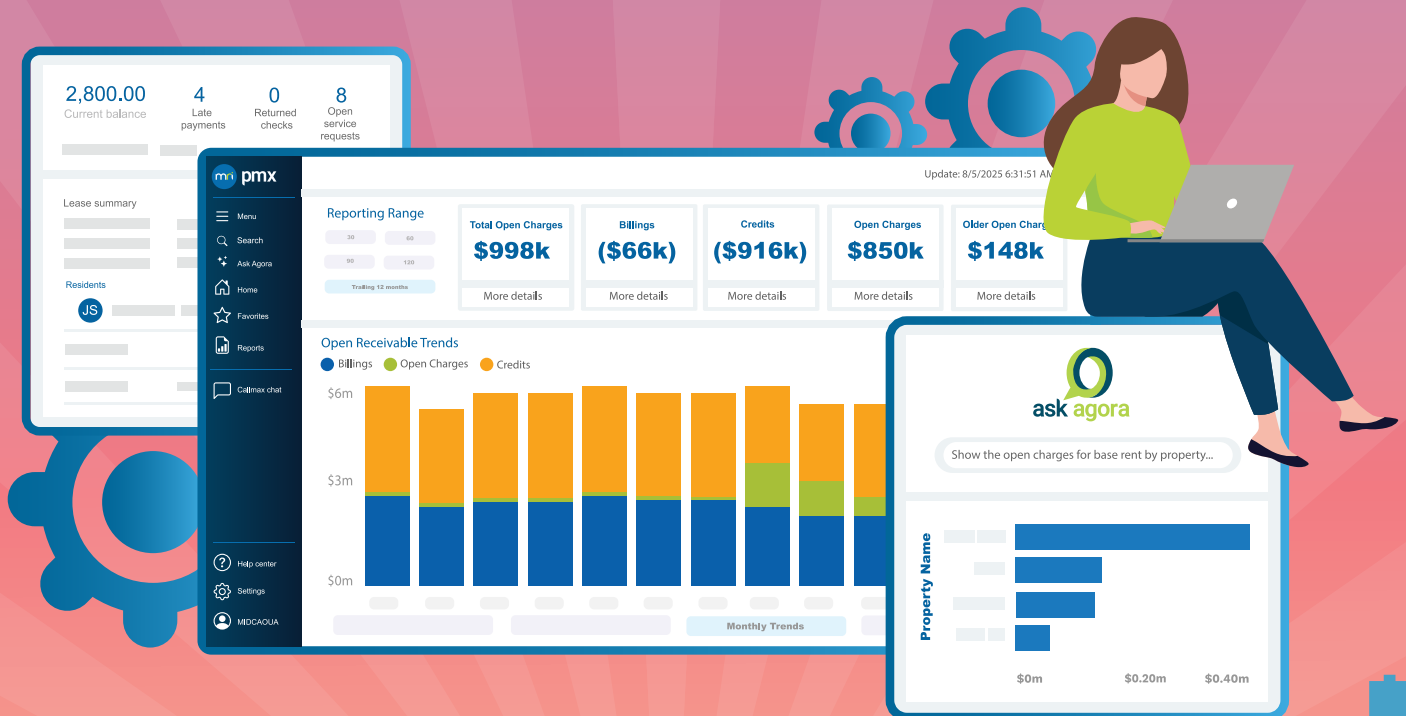 2,800.00
Current balance
4
Late
payments
0
Returned
checks
8
Open
service
requests
Lease summary
Residents
JS
mri pmx
Menu
Search
Ask Agora
Home
Favorites
Reports
Callmax chat
Help center
Settings
MIDCAOUA
Update: 8/5/2025 6:31:51 AM
Reporting Range
30
60
90
120
Trailing 12 months
Total Open Charges
$998k
More details
Billings
($66k)
More details
Credits
($916k)
More details
Open Charges
$850k
More details
Older Open Charg
$148k
More details
Open Receivable Trends
Billings
Open Charges
Credits
$6m
$3m
$0m
Monthly Trends
ask agora
Show the open charges for base rent by property...
Property Name
$0m
$0.20m
$0.40m